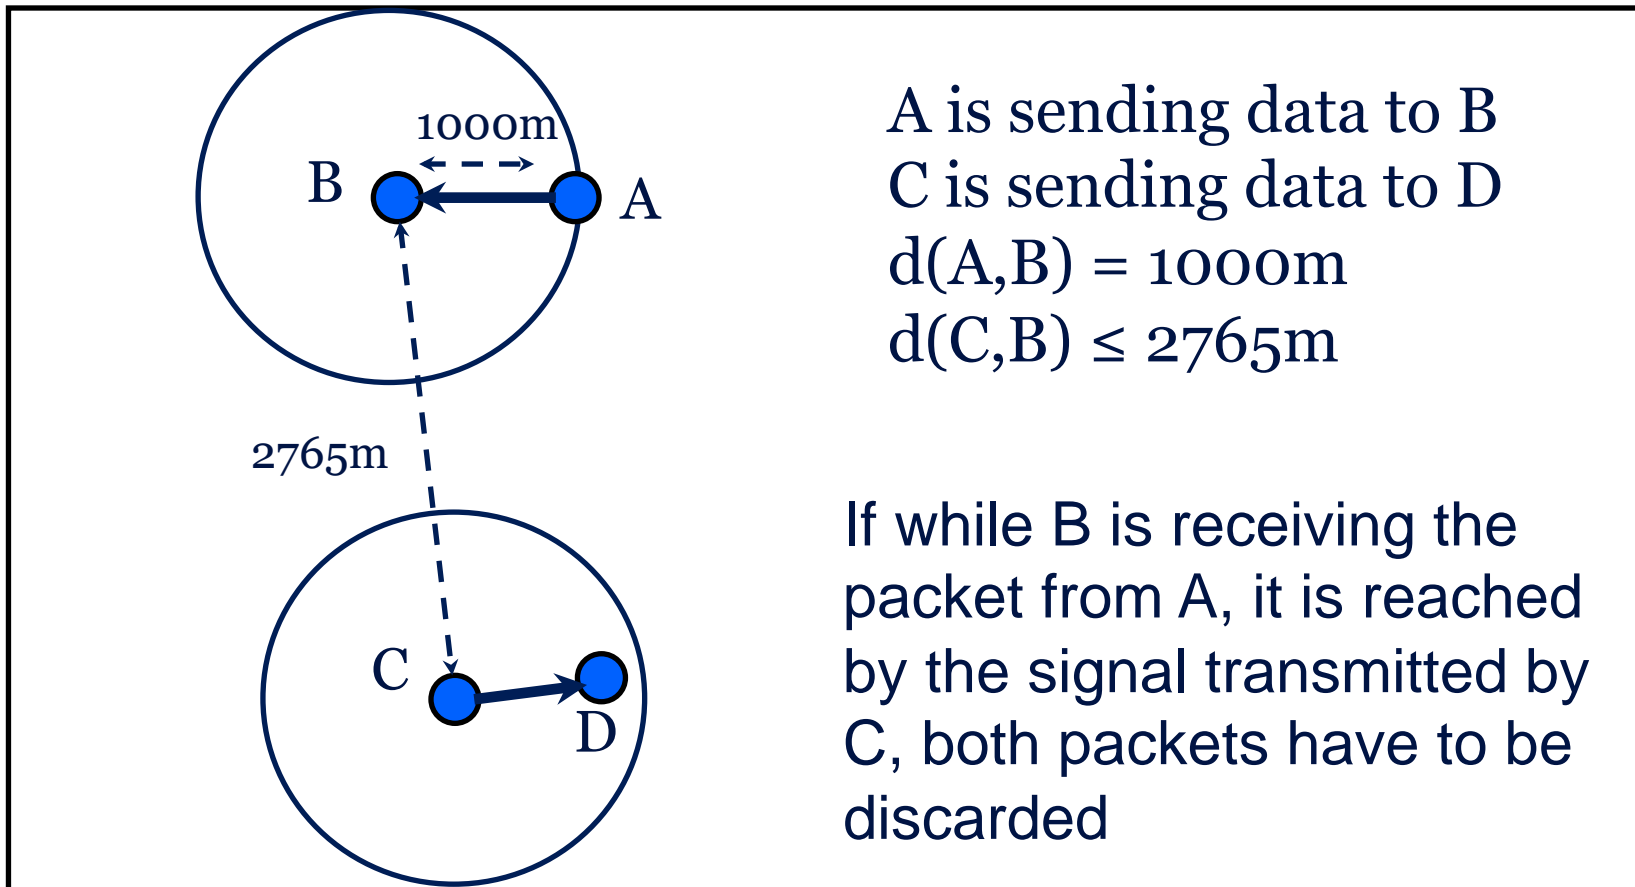 1000m
B
A
2765m
C
D
A is sending data to B
C is sending data to D
d(A,B) = 1000m
d(C,B) ≤ 2765m
If while B is receiving the
packet from A, it is reached
by the signal transmitted by
C, both packets have to be
discarded